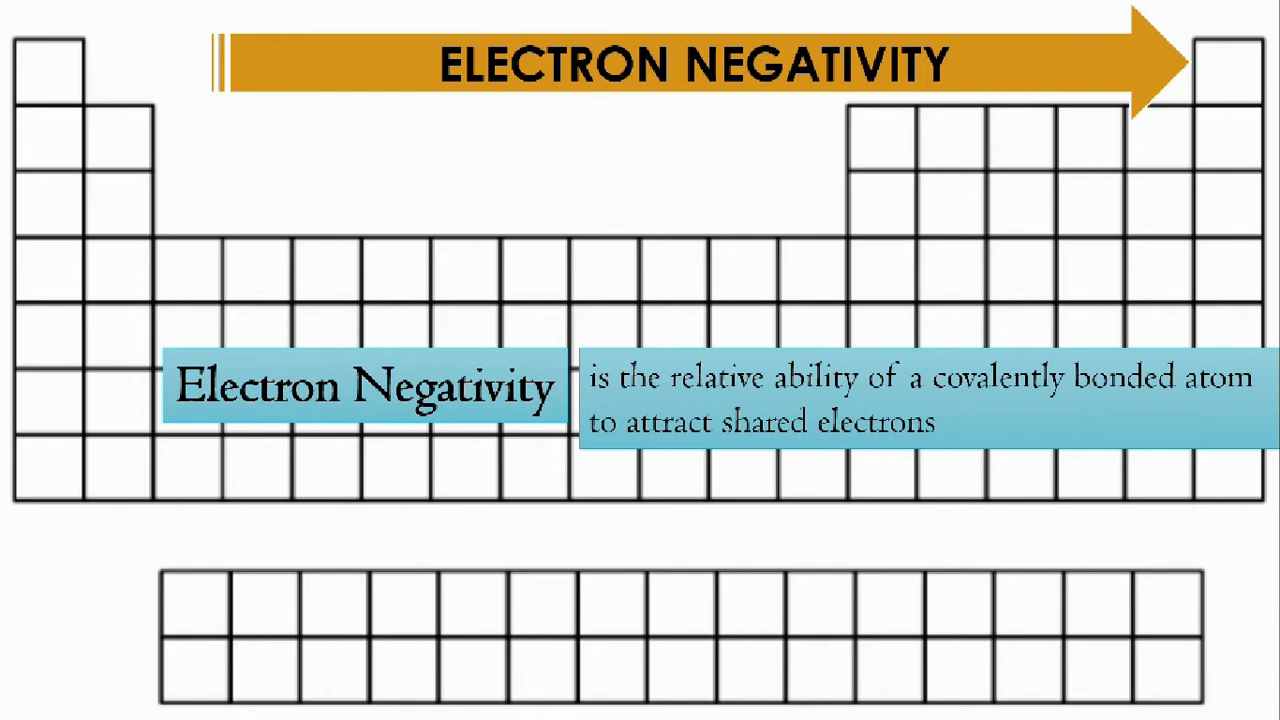 ELECTRON NEGATIVITY
Electron Negativity
is the relative ability of a covalently bonded atom
to attract shared electrons